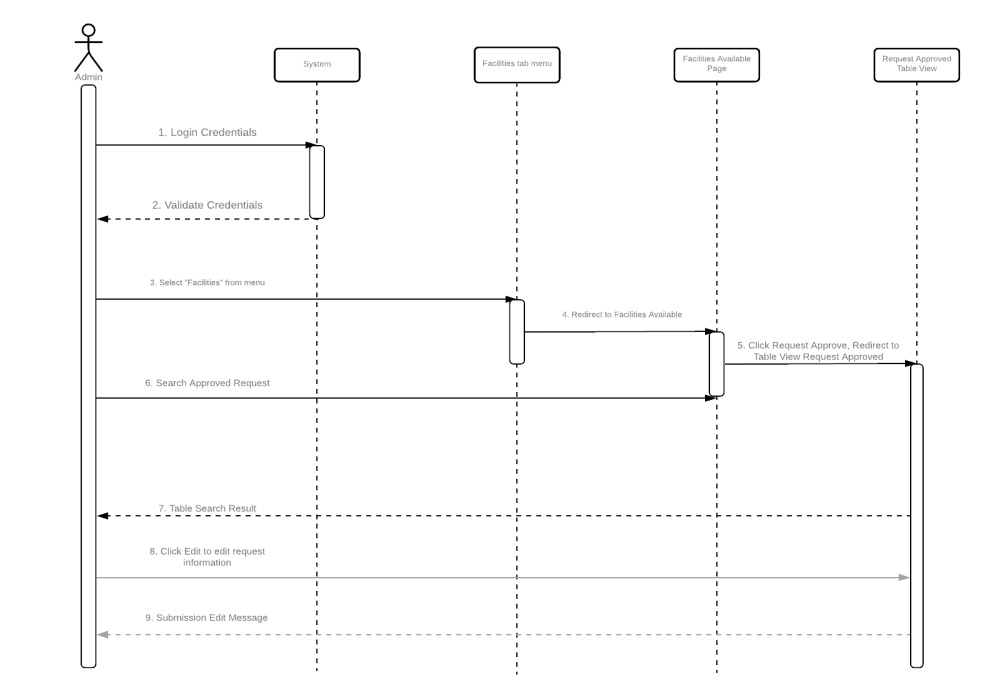 Admin
System
Facilities tab menu
Facilities Available
Page
Request Approved
Table View
1. Login Credentials
2. Validate Credentials
3. Select "Facilities" from menu
4. Redirect to Facilities Available
5. Click Request Approve, Redirect to
Table View Request Approved
6. Search Approved Request
7. Table Search Result
8. Click Edit to edit request
information
9. Submission Edit Message